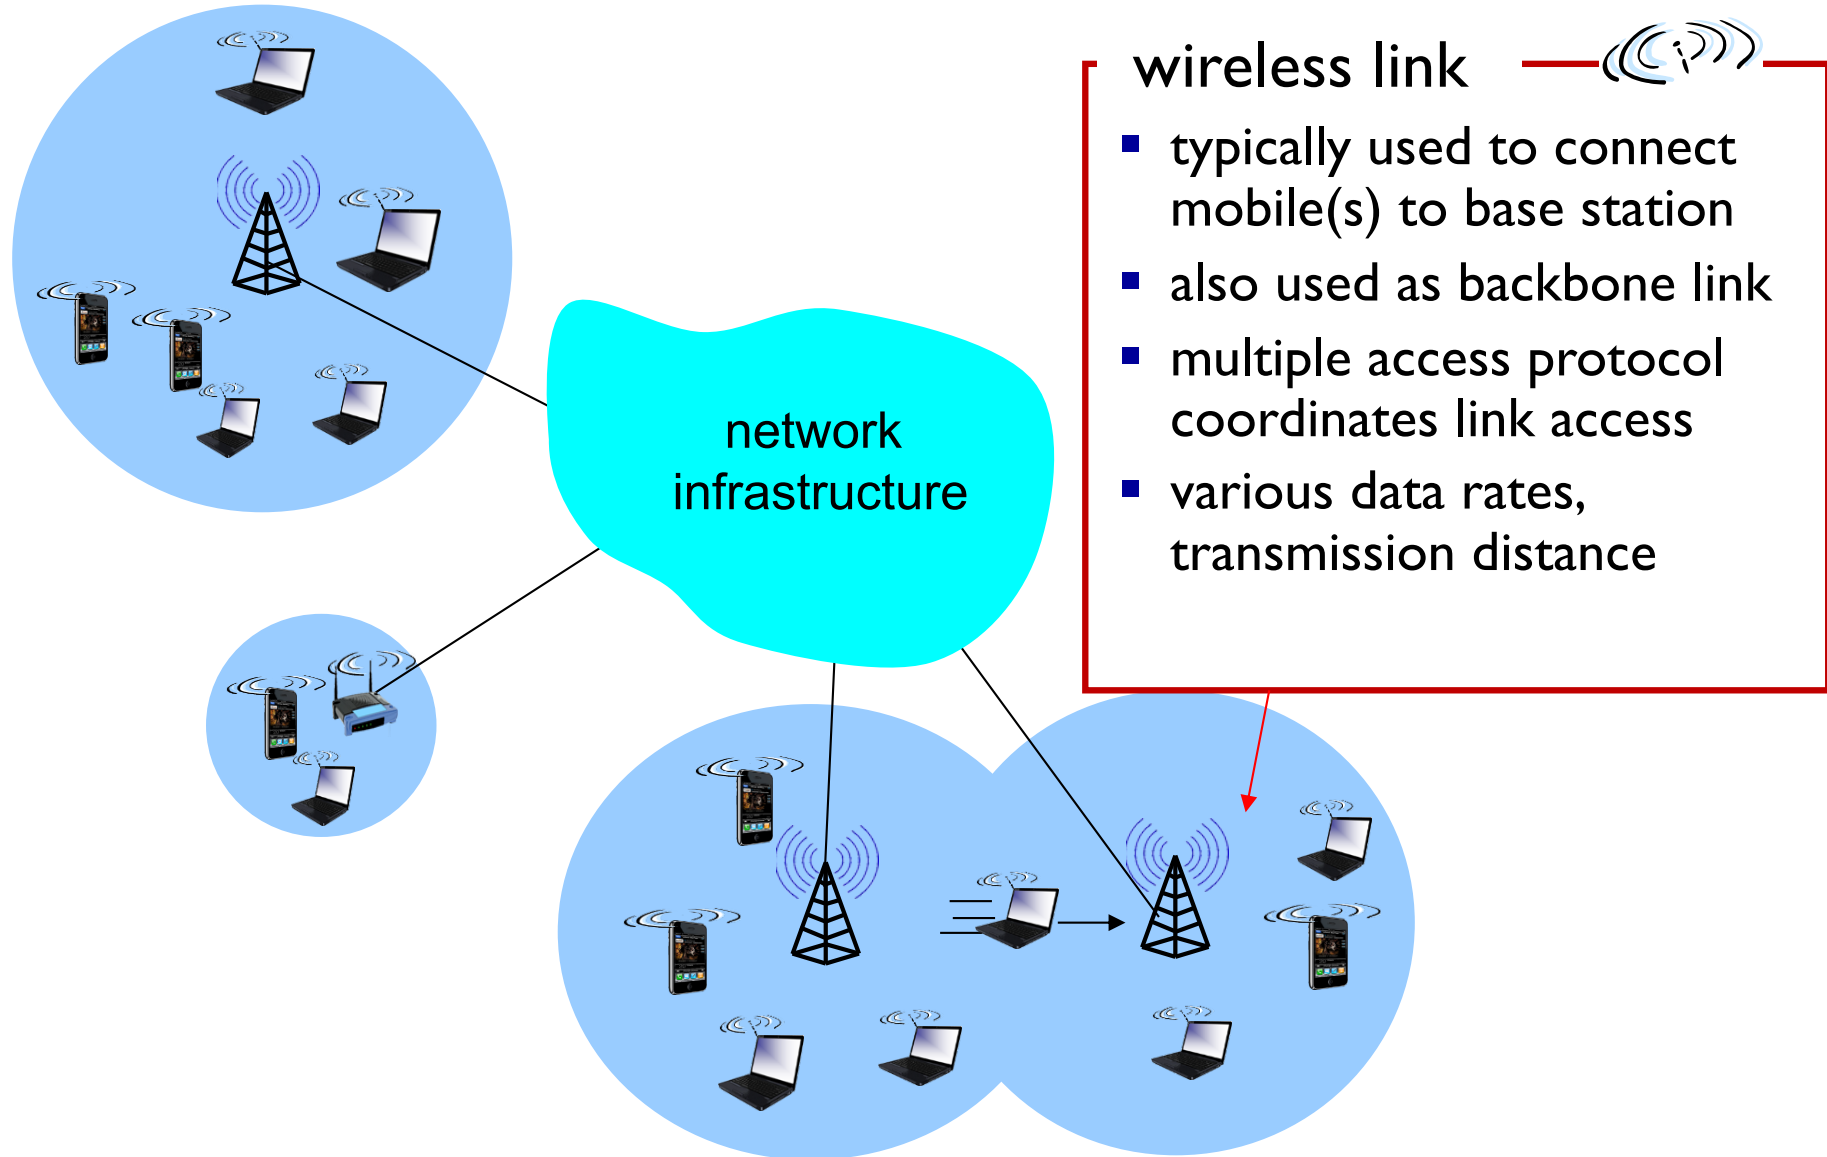 wireless link
▪ typically used to connect
mobile(s) to base station
▪ also used as backbone link
▪ multiple access protocol
coordinates link access
▪ various data rates,
transmission distance
network
infrastructure